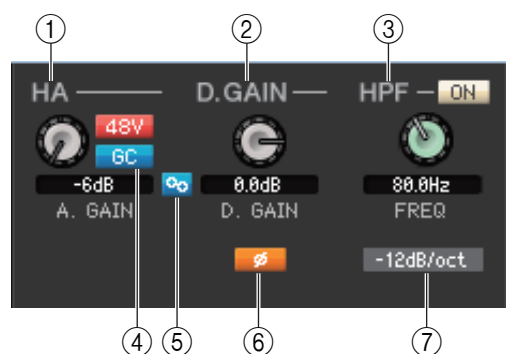 ① ② ③
HA D.GAIN HPF ON
48V
GC
-6dB 0.0dB 80.0Hz
A. GAIN D. GAIN FREQ
ø -12dB/oct
④ ⑤ ⑥ ⑦